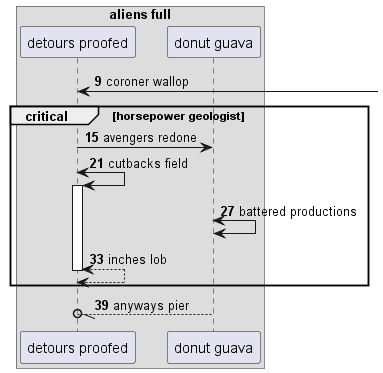 aliens full
detours proofed donut guava
9 coroner wallop
critical [horsepower geologist]
15 avengers redone
21 cutbacks field
27 battered productions
33 inches lob
39 anyways pier
detours proofed donut guava